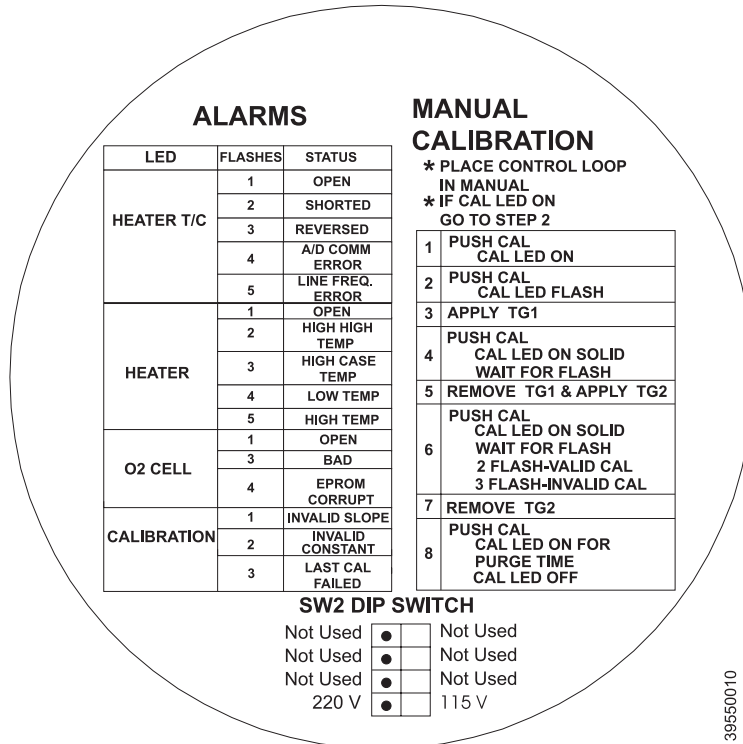 ALARMS
LED FLASHES STATUS
HEATER T/C
1 OPEN
2 SHORTED
3 REVERSED
4 A/D COMM
ERROR
5 LINE FREQ.
ERROR
HEATER
1 OPEN
2 HIGH HIGH
TEMP
3 HIGH CASE
TEMP
4 LOW TEMP
5 HIGH TEMP
O2 CELL
1 OPEN
3 BAD
4 EPROM
CORRUPT
CALIBRATION
1 INVALID SLOPE
2 INVALID
CONSTANT
3 LAST CAL
FAILED
MANUAL
CALIBRATION
* PLACE CONTROL LOOP
IN MANUAL
* IF CAL LED ON
GO TO STEP 2
1 PUSH CAL
CAL LED ON
2 PUSH CAL
CAL LED FLASH
3 APPLY TG1
4 PUSH CAL
CAL LED ON SOLID
WAIT FOR FLASH
5 REMOVE TG1 & APPLY TG2
6 PUSH CAL
CAL LED ON SOLID
WAIT FOR FLASH
2 FLASH-VALID CAL
3 FLASH-INVALID CAL
7 REMOVE TG2
8 PUSH CAL
CAL LED ON FOR
PURGE TIME
CAL LED OFF
SW2 DIP SWITCH
Not Used Not Used
Not Used Not Used
Not Used Not Used
220 V 115 V
39550010